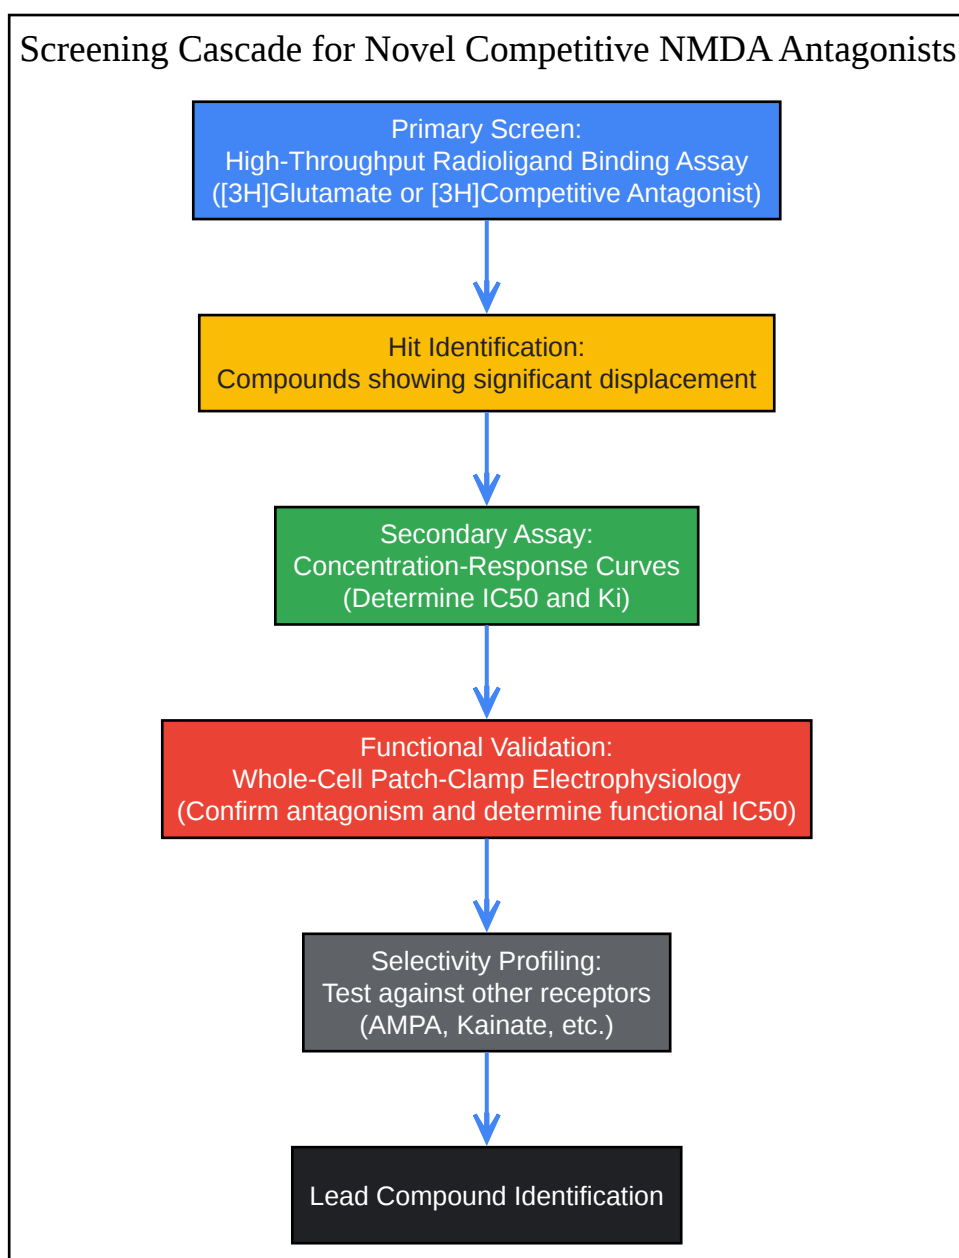 Screening Cascade for Novel Competitive NMDA Antagonists
Primary Screen:
High-Throughput Radioligand Binding Assay
([3H]Glutamate or [3H]Competitive Antagonist)
Hit Identification:
Compounds showing significant displacement
Secondary Assay:
Concentration-Response Curves
(Determine IC50 and Ki)
Functional Validation:
Whole-Cell Patch-Clamp Electrophysiology
(Confirm antagonism and determine functional IC50)
Selectivity Profiling:
Test against other receptors
(AMPA, Kainate, etc.)
Lead Compound Identification